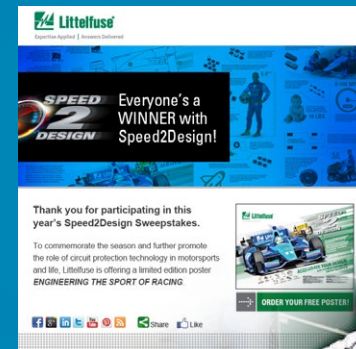 Littelfuse®
Expertise Applied | Answers Delivered
SPEED
2
DESIGN
Everyone's a
WINNER with
Speed2Design!
Thank you for participating in this
year's Speed2Design Sweepstakes.
To commemorate the season and further promote
the role of circuit protection technology in motorsports
and life, Littelfuse is offering a limited edition poster
ENGINEERING THE SPORT OF RACING.
Littelfuse
ORDER YOUR FREE POSTER!
Share
Like